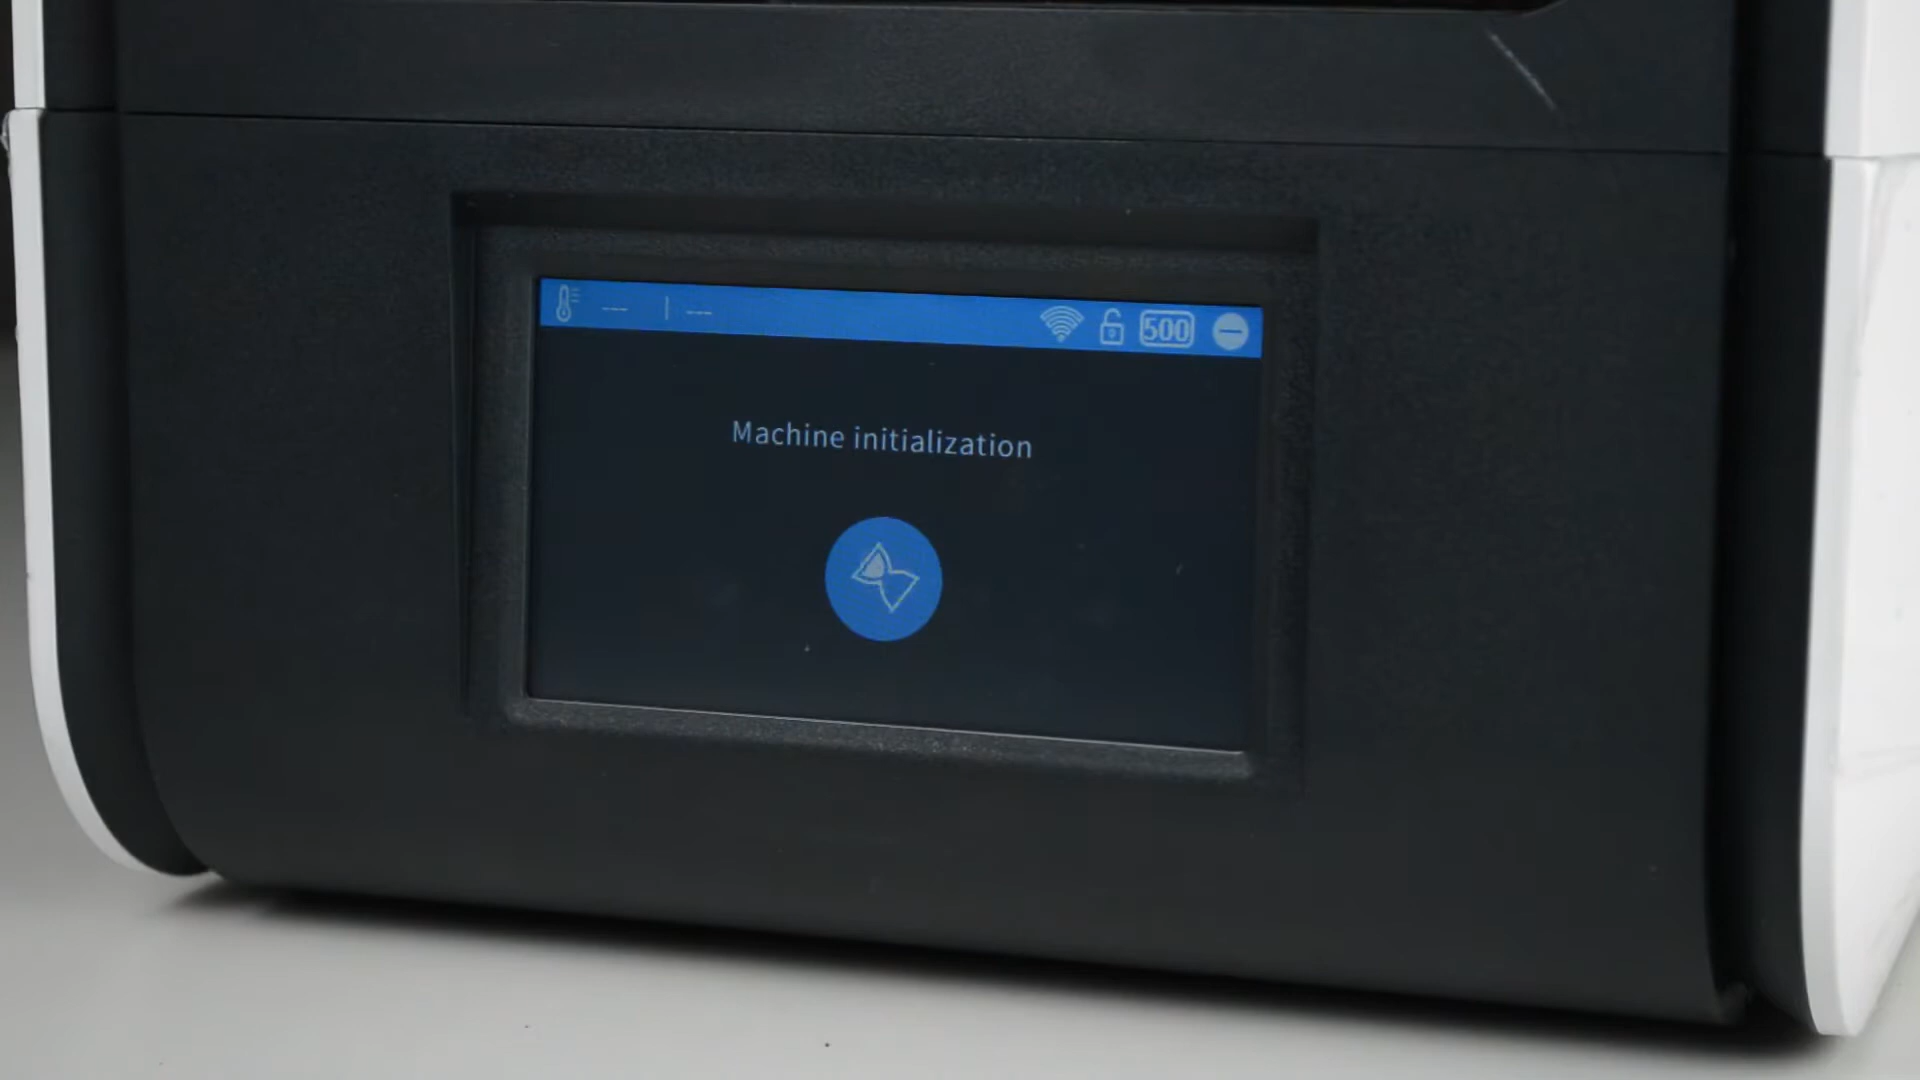 --- | ---
500
Machine initialization